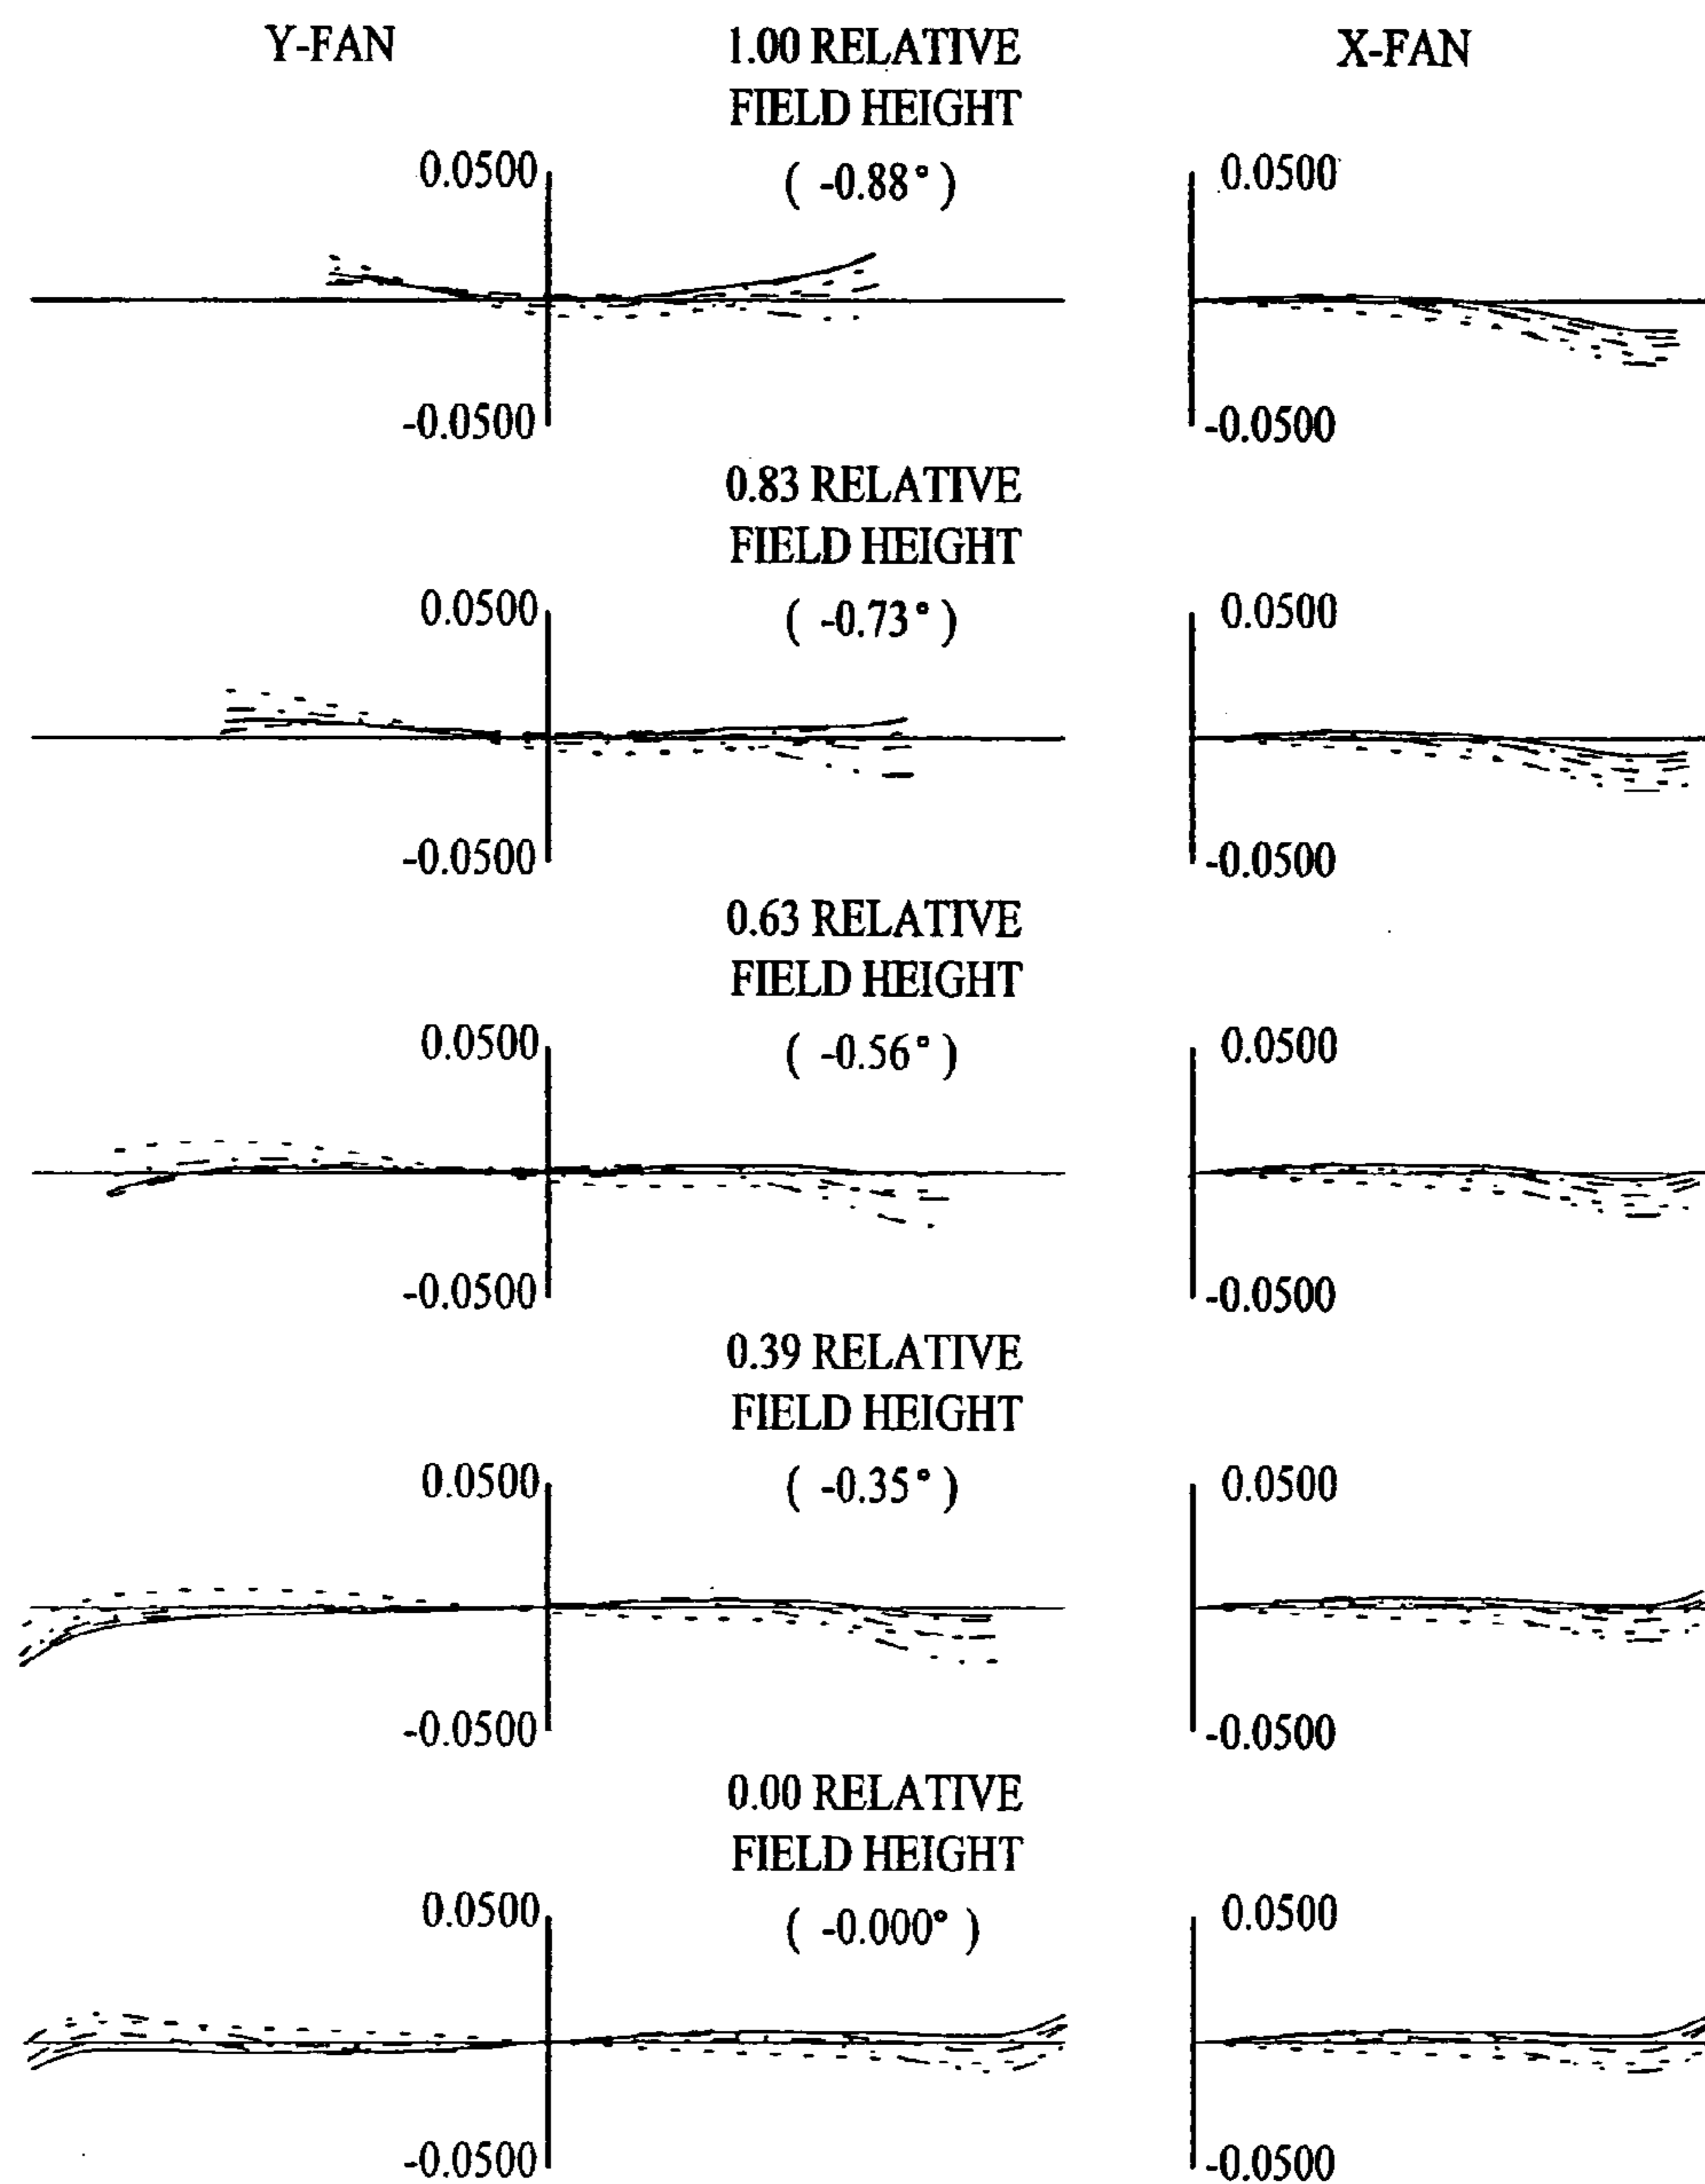 Y-FAN
1.00 RELATIVE
FIELD HEIGHT
( -0.88° )
X-FAN
0.0500
0.0500
-0.0500
-0.0500
0.83 RELATIVE
FIELD HEIGHT
( -0.73° )
0.0500
0.0500
-0.0500
-0.0500
0.63 RELATIVE
FIELD HEIGHT
( -0.56° )
0.0500
0.0500
-0.0500
-0.0500
0.39 RELATIVE
FIELD HEIGHT
( -0.35° )
0.0500
0.0500
-0.0500
-0.0500
0.00 RELATIVE
FIELD HEIGHT
( -0.000° )
0.0500
0.0500
-0.0500
-0.0500